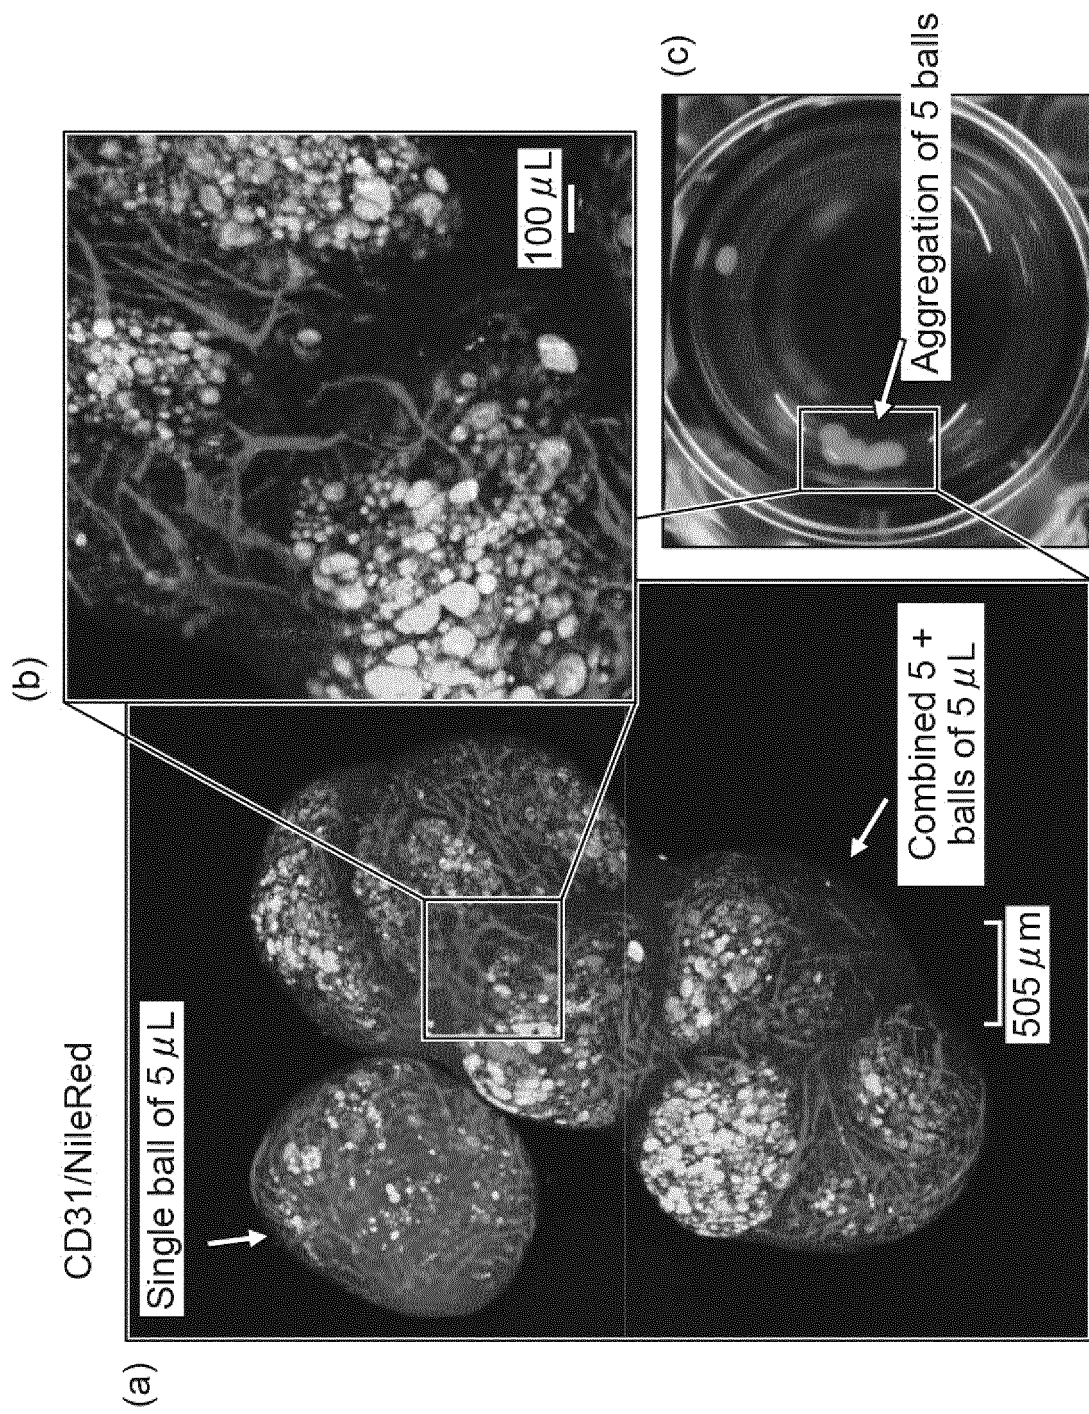 CD31/NileRed
(a)
Single ball of 5 μL
505 μm
Combined 5 +
balls of 5 μL
(b)
100 μL
(c)
Aggregation of 5 balls